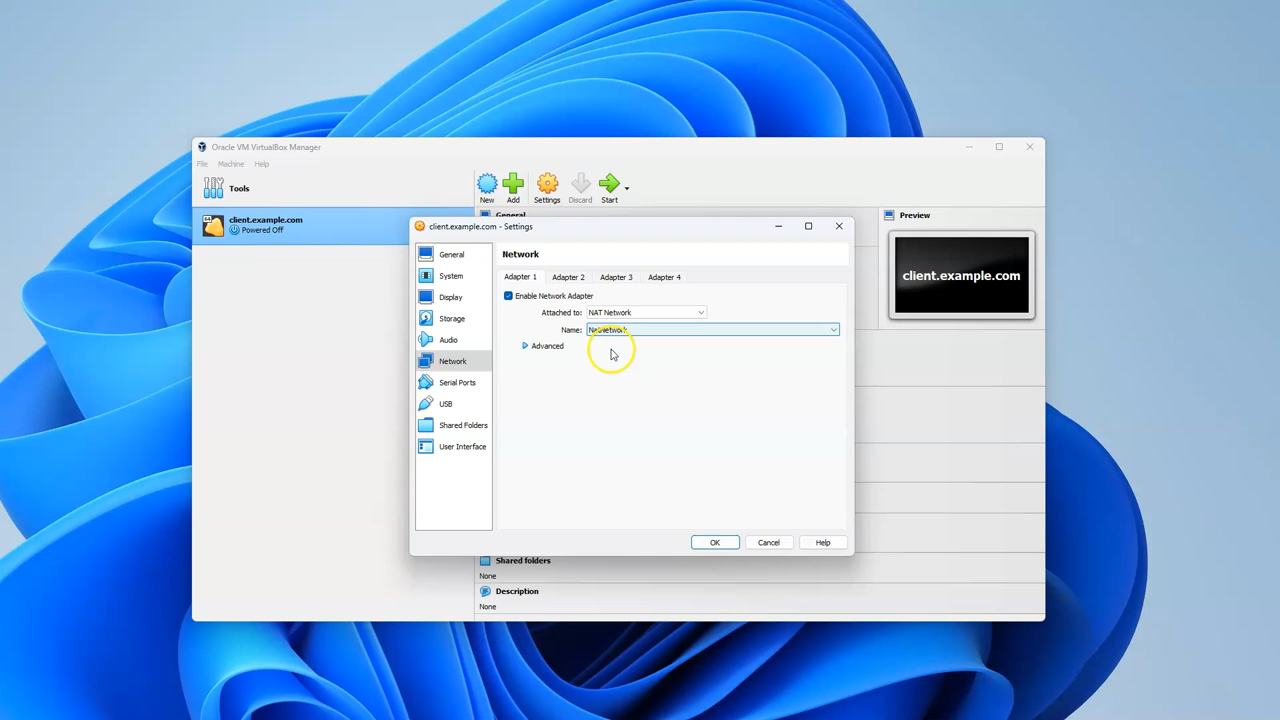 Oracle VM VirtualBox Manager
File Machine Help
Tools
New Add Settings Discard Start
client.example.com
Powered Off
General
Preview
client.example.com
client.example.com - Settings
General
System
Display
Storage
Audio
Network
Serial Ports
USB
Shared Folders
User Interface
Network
Adapter 1 Adapter 2 Adapter 3 Adapter 4
Enable Network Adapter
Attached to: NAT Network
Name: NatNetwork
Advanced
OK Cancel Help
Shared folders
None
Description
None